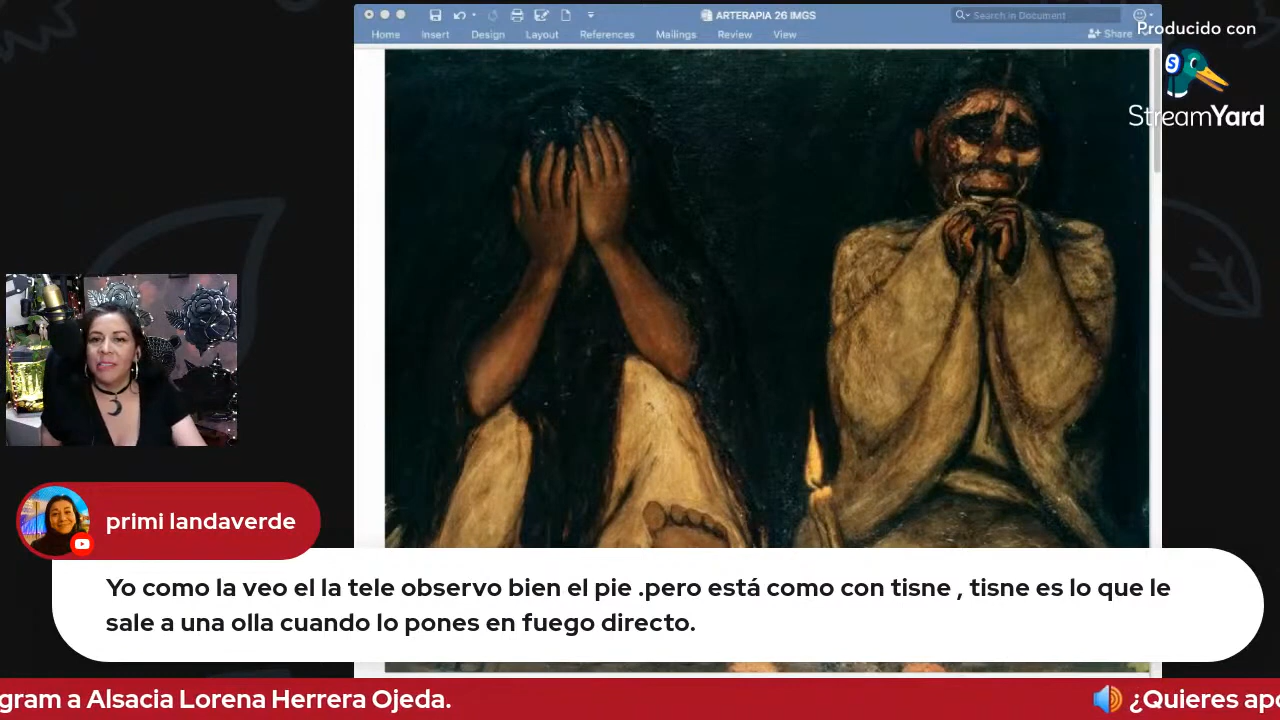 ARTERAPIA 26 IMGS
Search in Document
Home Insert Design Layout References Mailings Review View
Share
Producido con
StreamYard
primi landaverde
Yo como la veo el la tele observo bien el pie .pero está como con tisne , tisne es lo que le
sale a una olla cuando lo pones en fuego directo.
gram a Alsacia Lorena Herrera Ojeda.
¿Quieres apo